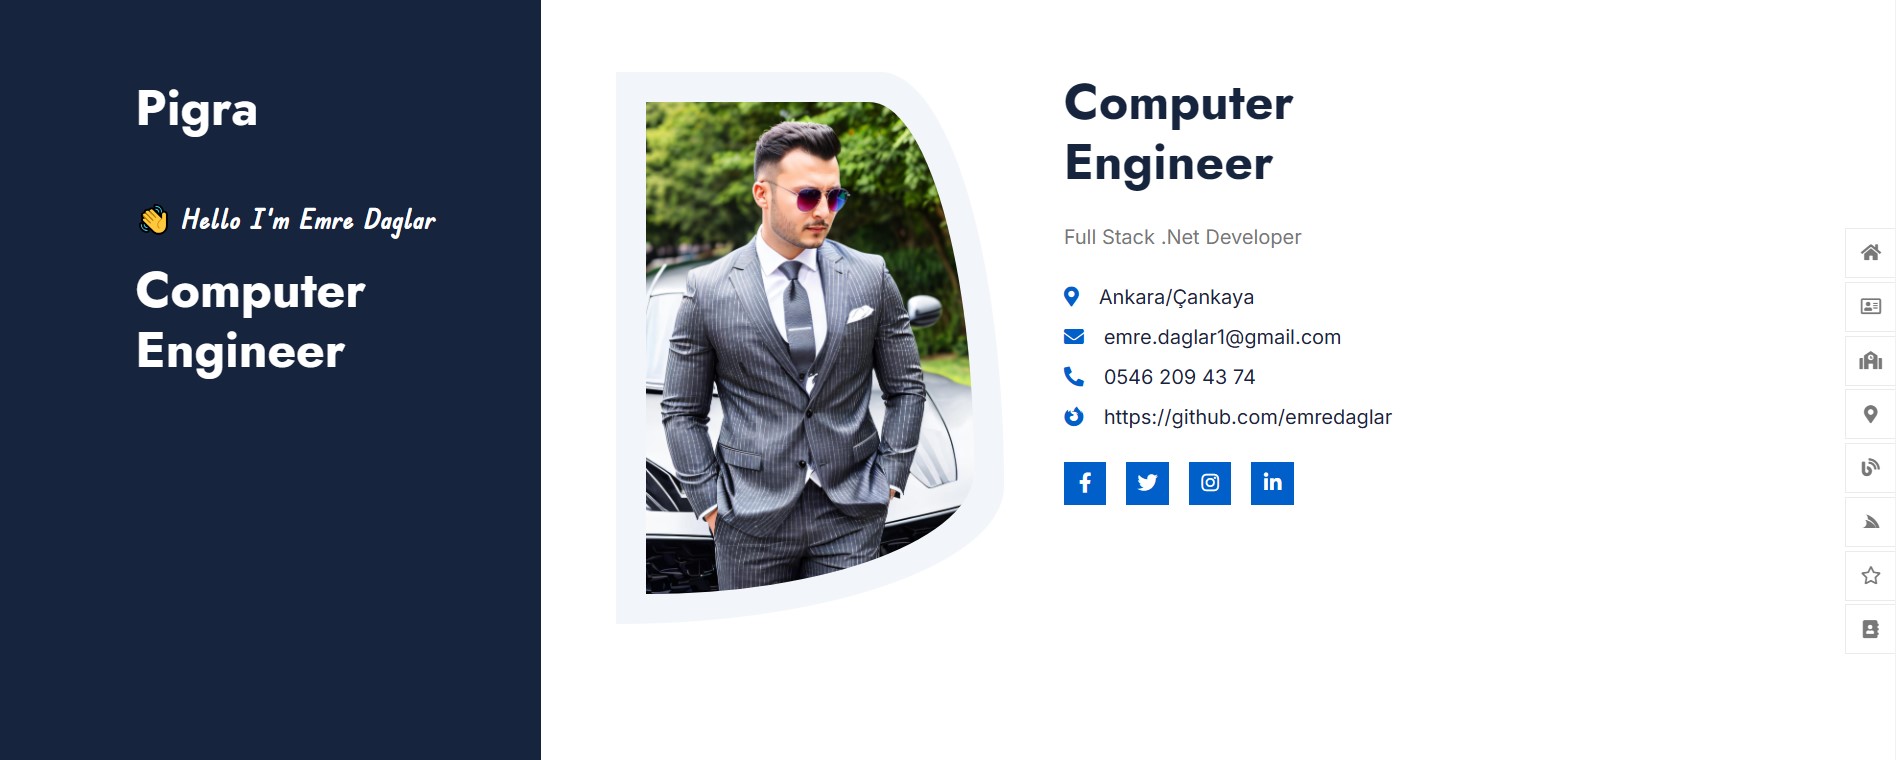 Pigra
👋 Hello I'm Emre Daglar
Computer
Engineer
Computer
Engineer
Full Stack .Net Developer
Ankara/Çankaya
emre.daglar1@gmail.com
0546 209 43 74
https://github.com/emredaglar